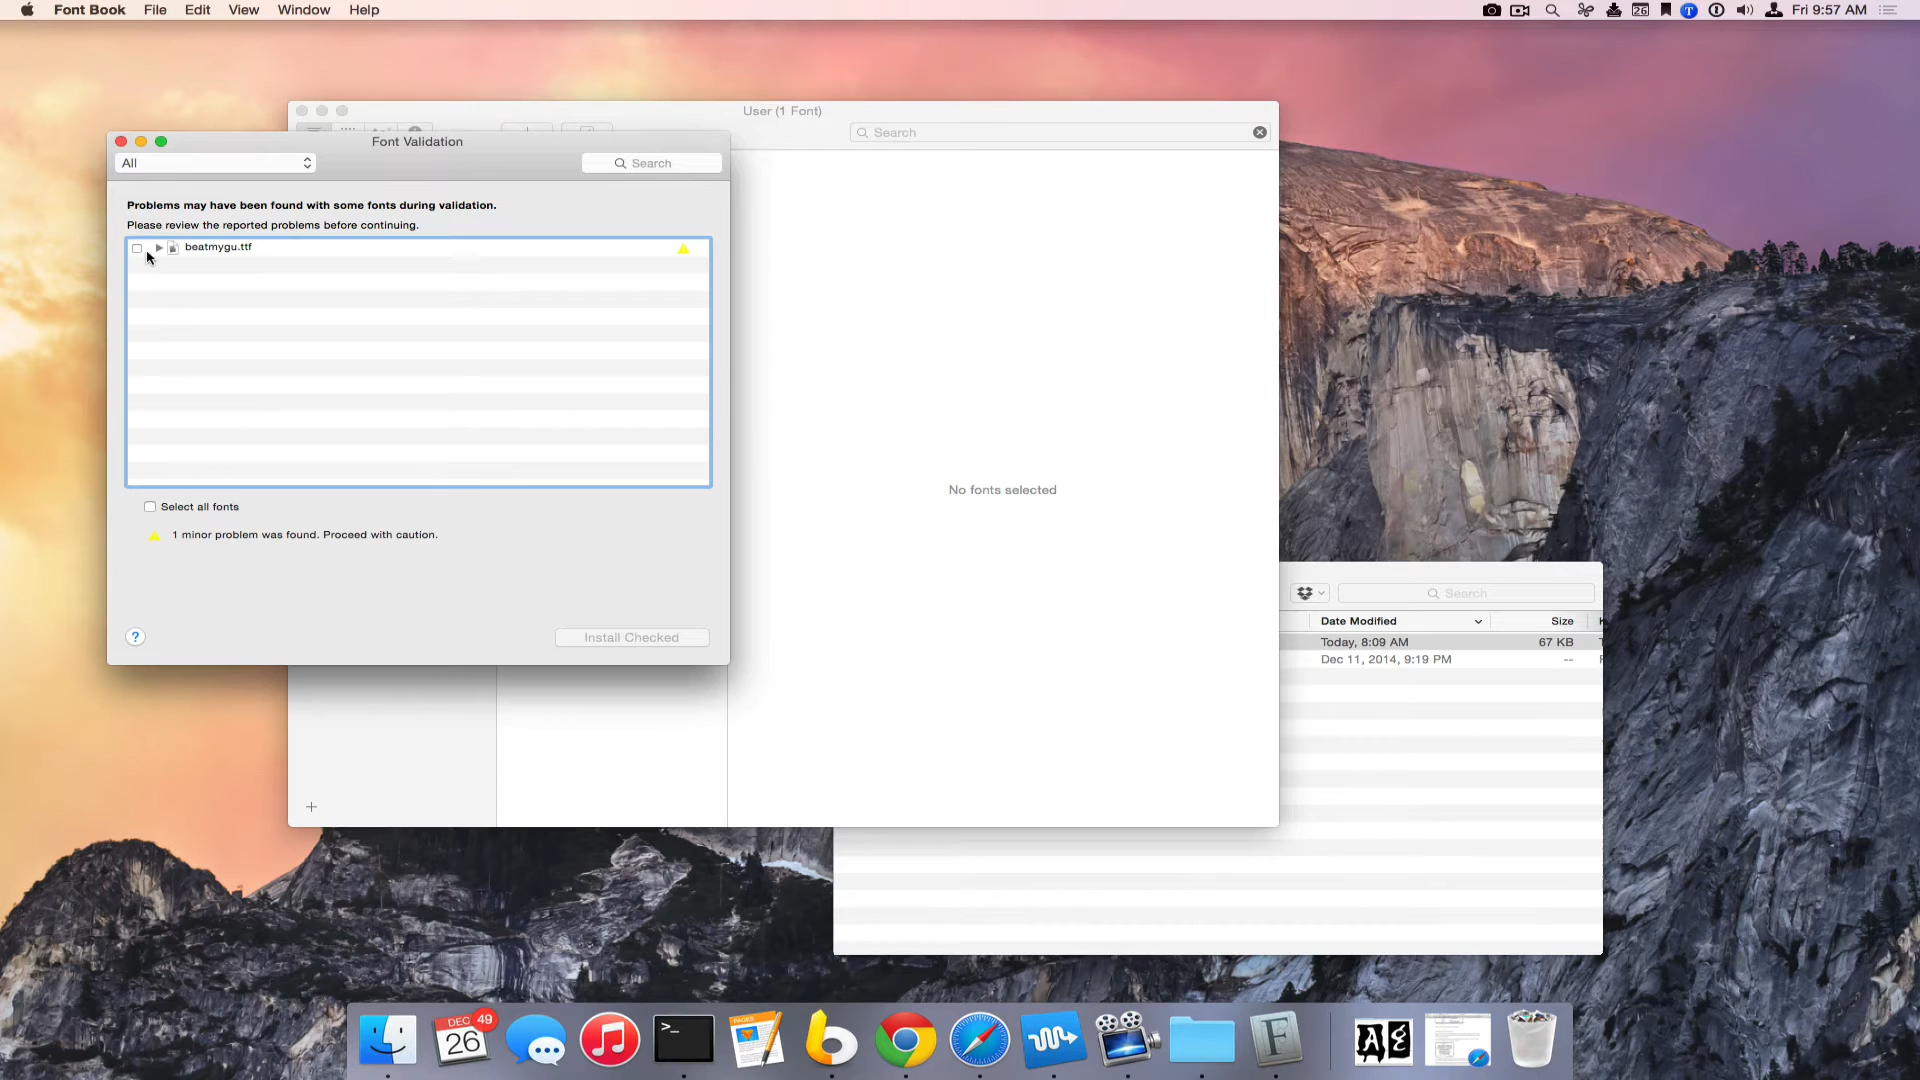 Font Book File Edit View Window Help
26 Fri 9:57 AM
User (1 Font)
Search
Font Validation
All
Search
Problems may have been found with some fonts during validation.
Please review the reported problems before continuing.
beatmygu.ttf
Select all fonts
1 minor problem was found. Proceed with caution.
? Install Checked
No fonts selected
Search
Date Modified Size
Today, 8:09 AM 67 KB
Dec 11, 2014, 9:19 PM --
DEC 26
49
>_
PAGES
F